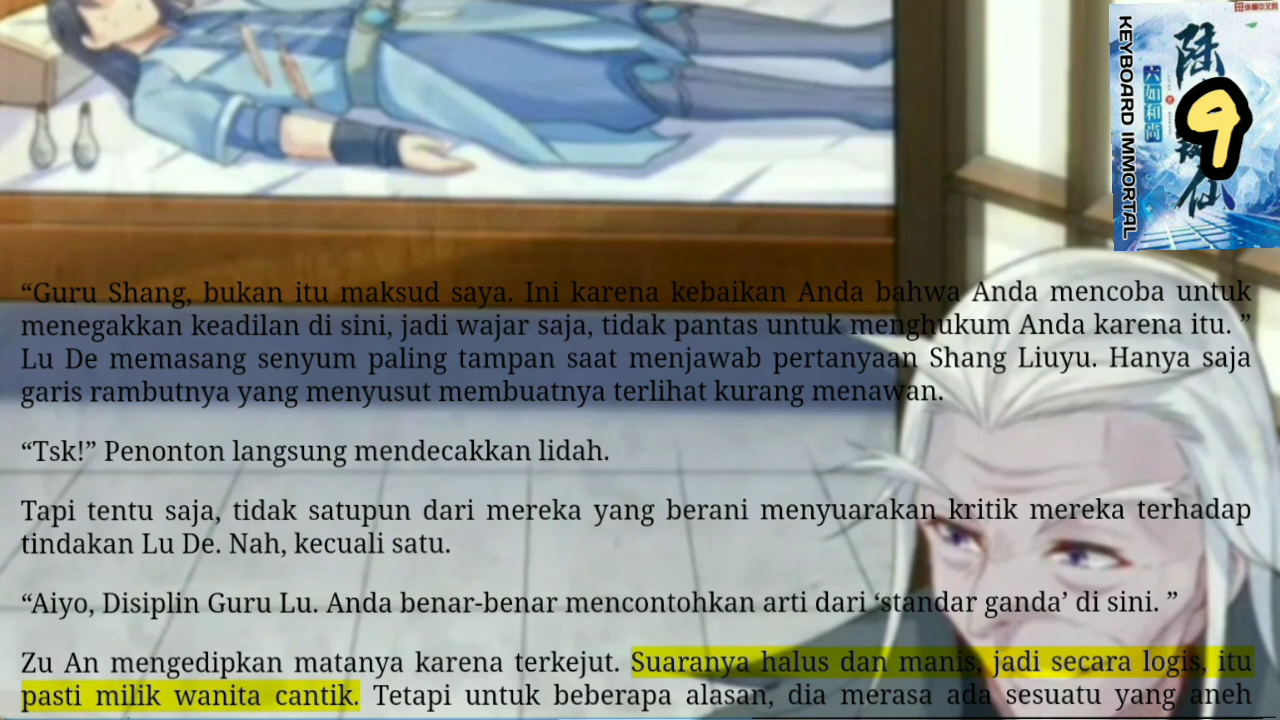 KEYBOARD IMMORTAL
陆
仙
六如和尚
9
“Guru Shang, bukan itu maksud saya. Ini karena kebaikan Anda bahwa Anda mencoba untuk
menegakkan keadilan di sini, jadi wajar saja, tidak pantas untuk menghukum Anda karena itu. ”
Lu De memasang senyum paling tampan saat menjawab pertanyaan Shang Liuyu. Hanya saja
garis rambutnya yang menyusut membuatnya terlihat kurang menawan.
“Tsk!” Penonton langsung mendecakkan lidah.
Tapi tentu saja, tidak satupun dari mereka yang berani menyuarakan kritik mereka terhadap
tindakan Lu De. Nah, kecuali satu.
“Aiyo, Disiplin Guru Lu. Anda benar-benar mencontohkan arti dari ‘standar ganda’ di sini. ”
Zu An mengedipkan matanya karena terkejut. Suaranya halus dan manis, jadi secara logis, itu
pasti milik wanita cantik. Tetapi untuk beberapa alasan, dia merasa ada sesuatu yang aneh